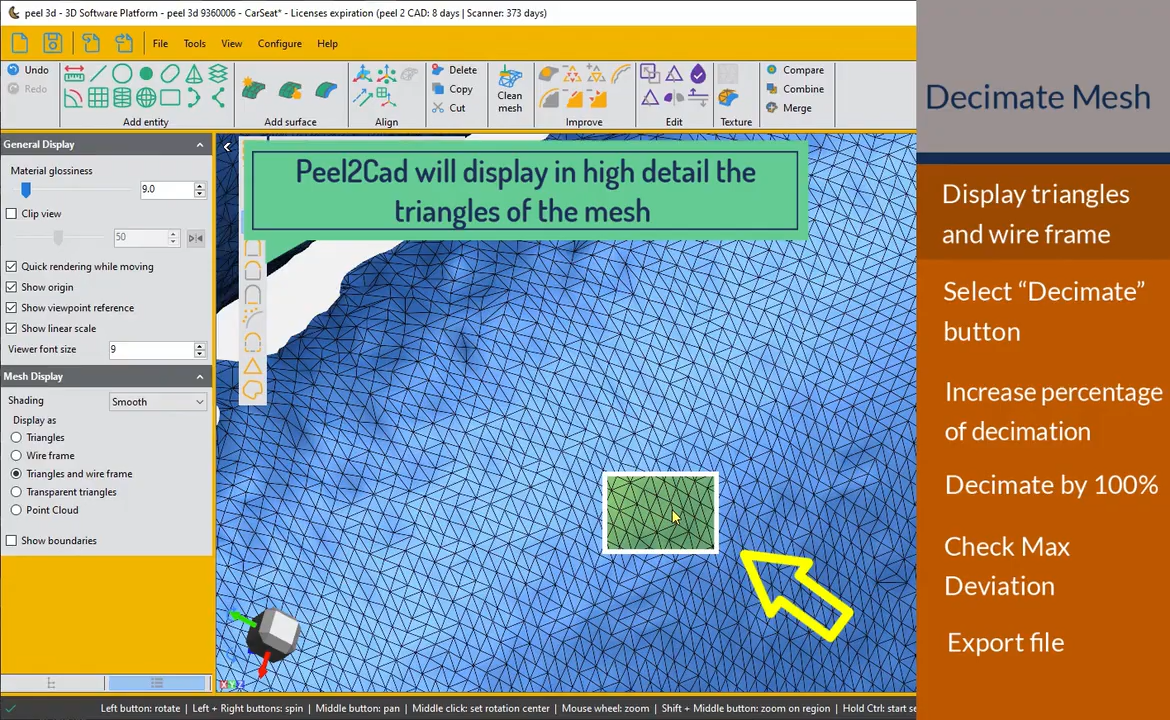 peel 3d - 3D Software Platform - peel 3d 9360006 - CarSeat* - Licenses expiration (peel 2 CAD: 8 days | Scanner: 373 days)
File Tools View Configure Help
Undo
Redo
Add entity
Add surface
Align
Delete
Copy
Cut
Clean
mesh
Improve
Edit
Texture
Compare
Combine
Merge
General Display
Material glossiness
9.0
Clip view
50
Quick rendering while moving
Show origin
Show viewpoint reference
Show linear scale
Viewer font size 9
Mesh Display
Shading Smooth
Display as
Triangles
Wire frame
Triangles and wire frame
Transparent triangles
Point Cloud
Show boundaries
Peel2Cad will display in high detail the
triangles of the mesh
Left button: rotate | Left + Right buttons: spin | Middle button: pan | Middle click: set rotation center | Mouse wheel: zoom | Shift + Middle button: zoom on region | Hold Ctrl: start se
Decimate Mesh
Display triangles
and wire frame
Select “Decimate”
button
Increase percentage
of decimation
Decimate by 100%
Check Max
Deviation
Export file